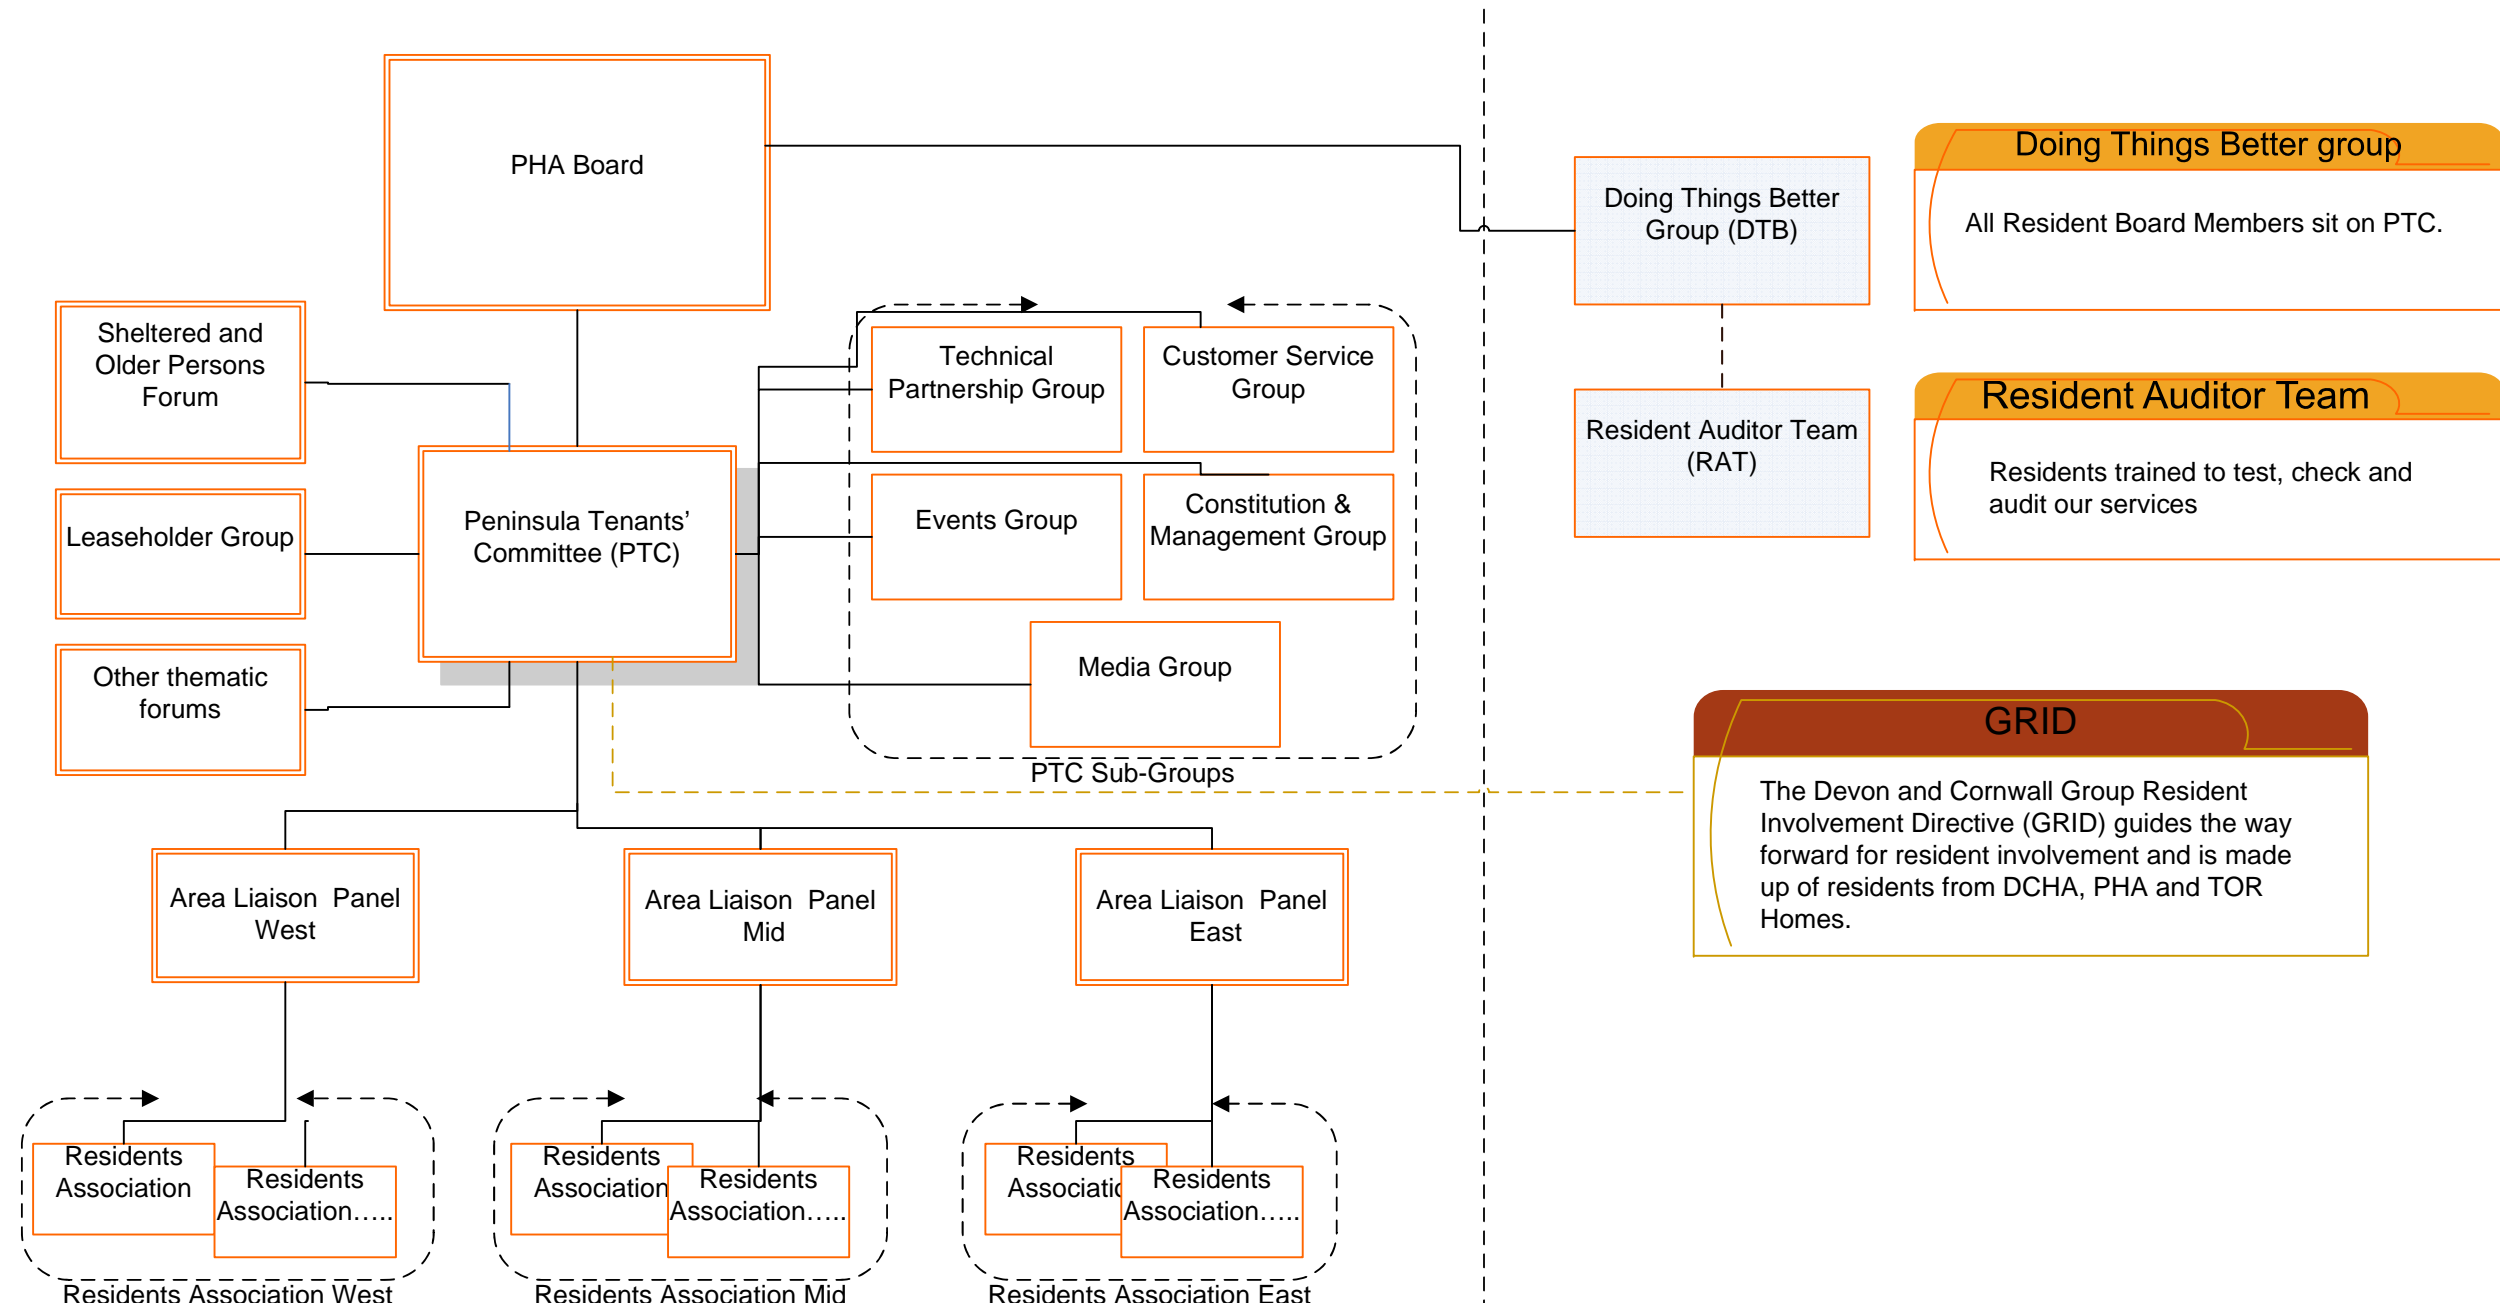 PHA Board
Doing Things Better
Group (DTB)
Doing Things Better group
All Resident Board Members sit on PTC.
Sheltered and
Older Persons
Forum
Technical
Partnership Group
Customer Service
Group
Resident Auditor Team
(RAT)
Resident Auditor Team
Residents trained to test, check and
audit our services
Leaseholder Group
Peninsula Tenants’
Committee (PTC)
Events Group
Constitution &
Management Group
Other thematic
forums
Media Group
PTC Sub-Groups
GRID
The Devon and Cornwall Group Resident
Involvement Directive (GRID) guides the way
forward for resident involvement and is made
up of residents from DCHA, PHA and TOR
Homes.
Area Liaison  Panel
West
Area Liaison  Panel
Mid
Area Liaison  Panel
East
Residents
Association
Residents
Association…..
Residents Association West
Residents
Association
Residents
Association…..
Residents Association Mid
Residents
Associatio
Residents
Association…..
Residents Association East